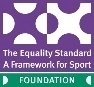 The Equality Standard
A Framework for Sport
FOUNDATION